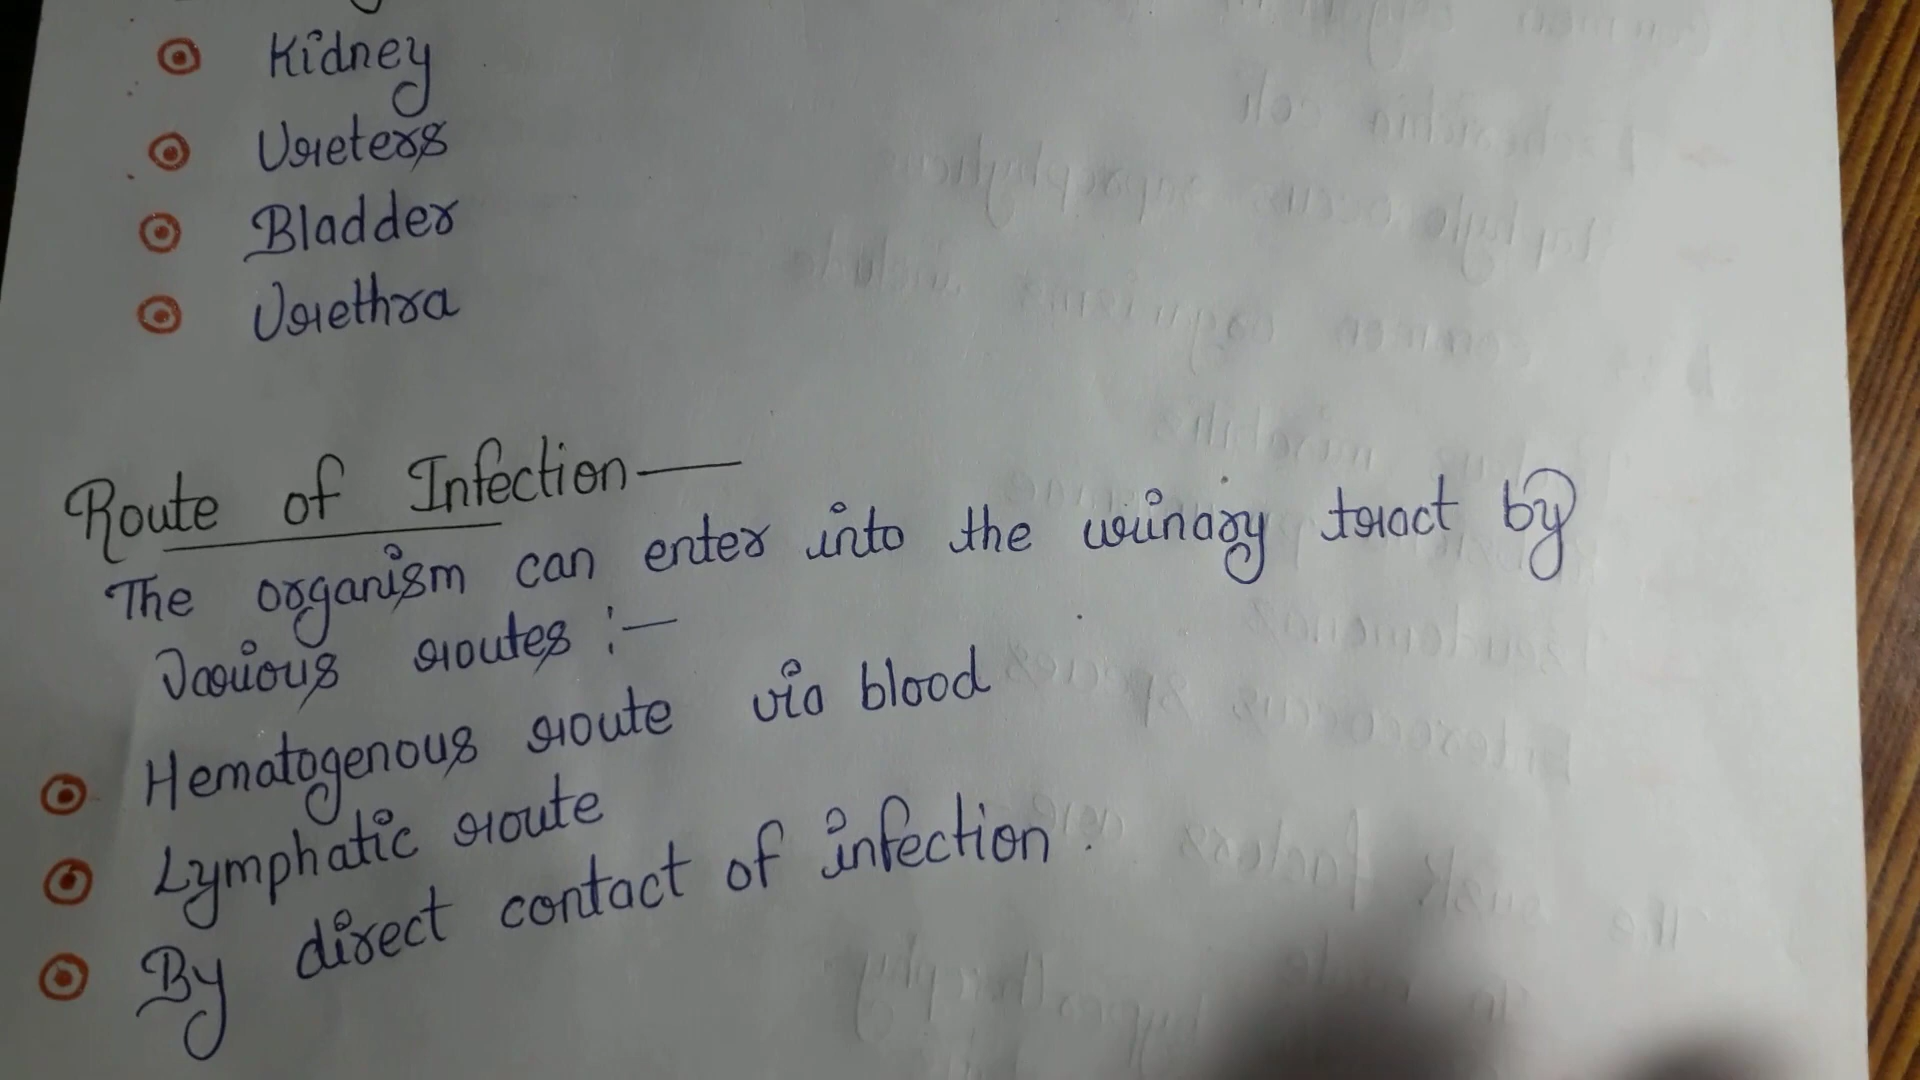 Kidney
Ureters
Bladder
Urethra
Route of Infection—
The organism can enter into the urinary tract by
Various routes :—
Hematogenous route via blood
Lymphatic route
By direct contact of infection.